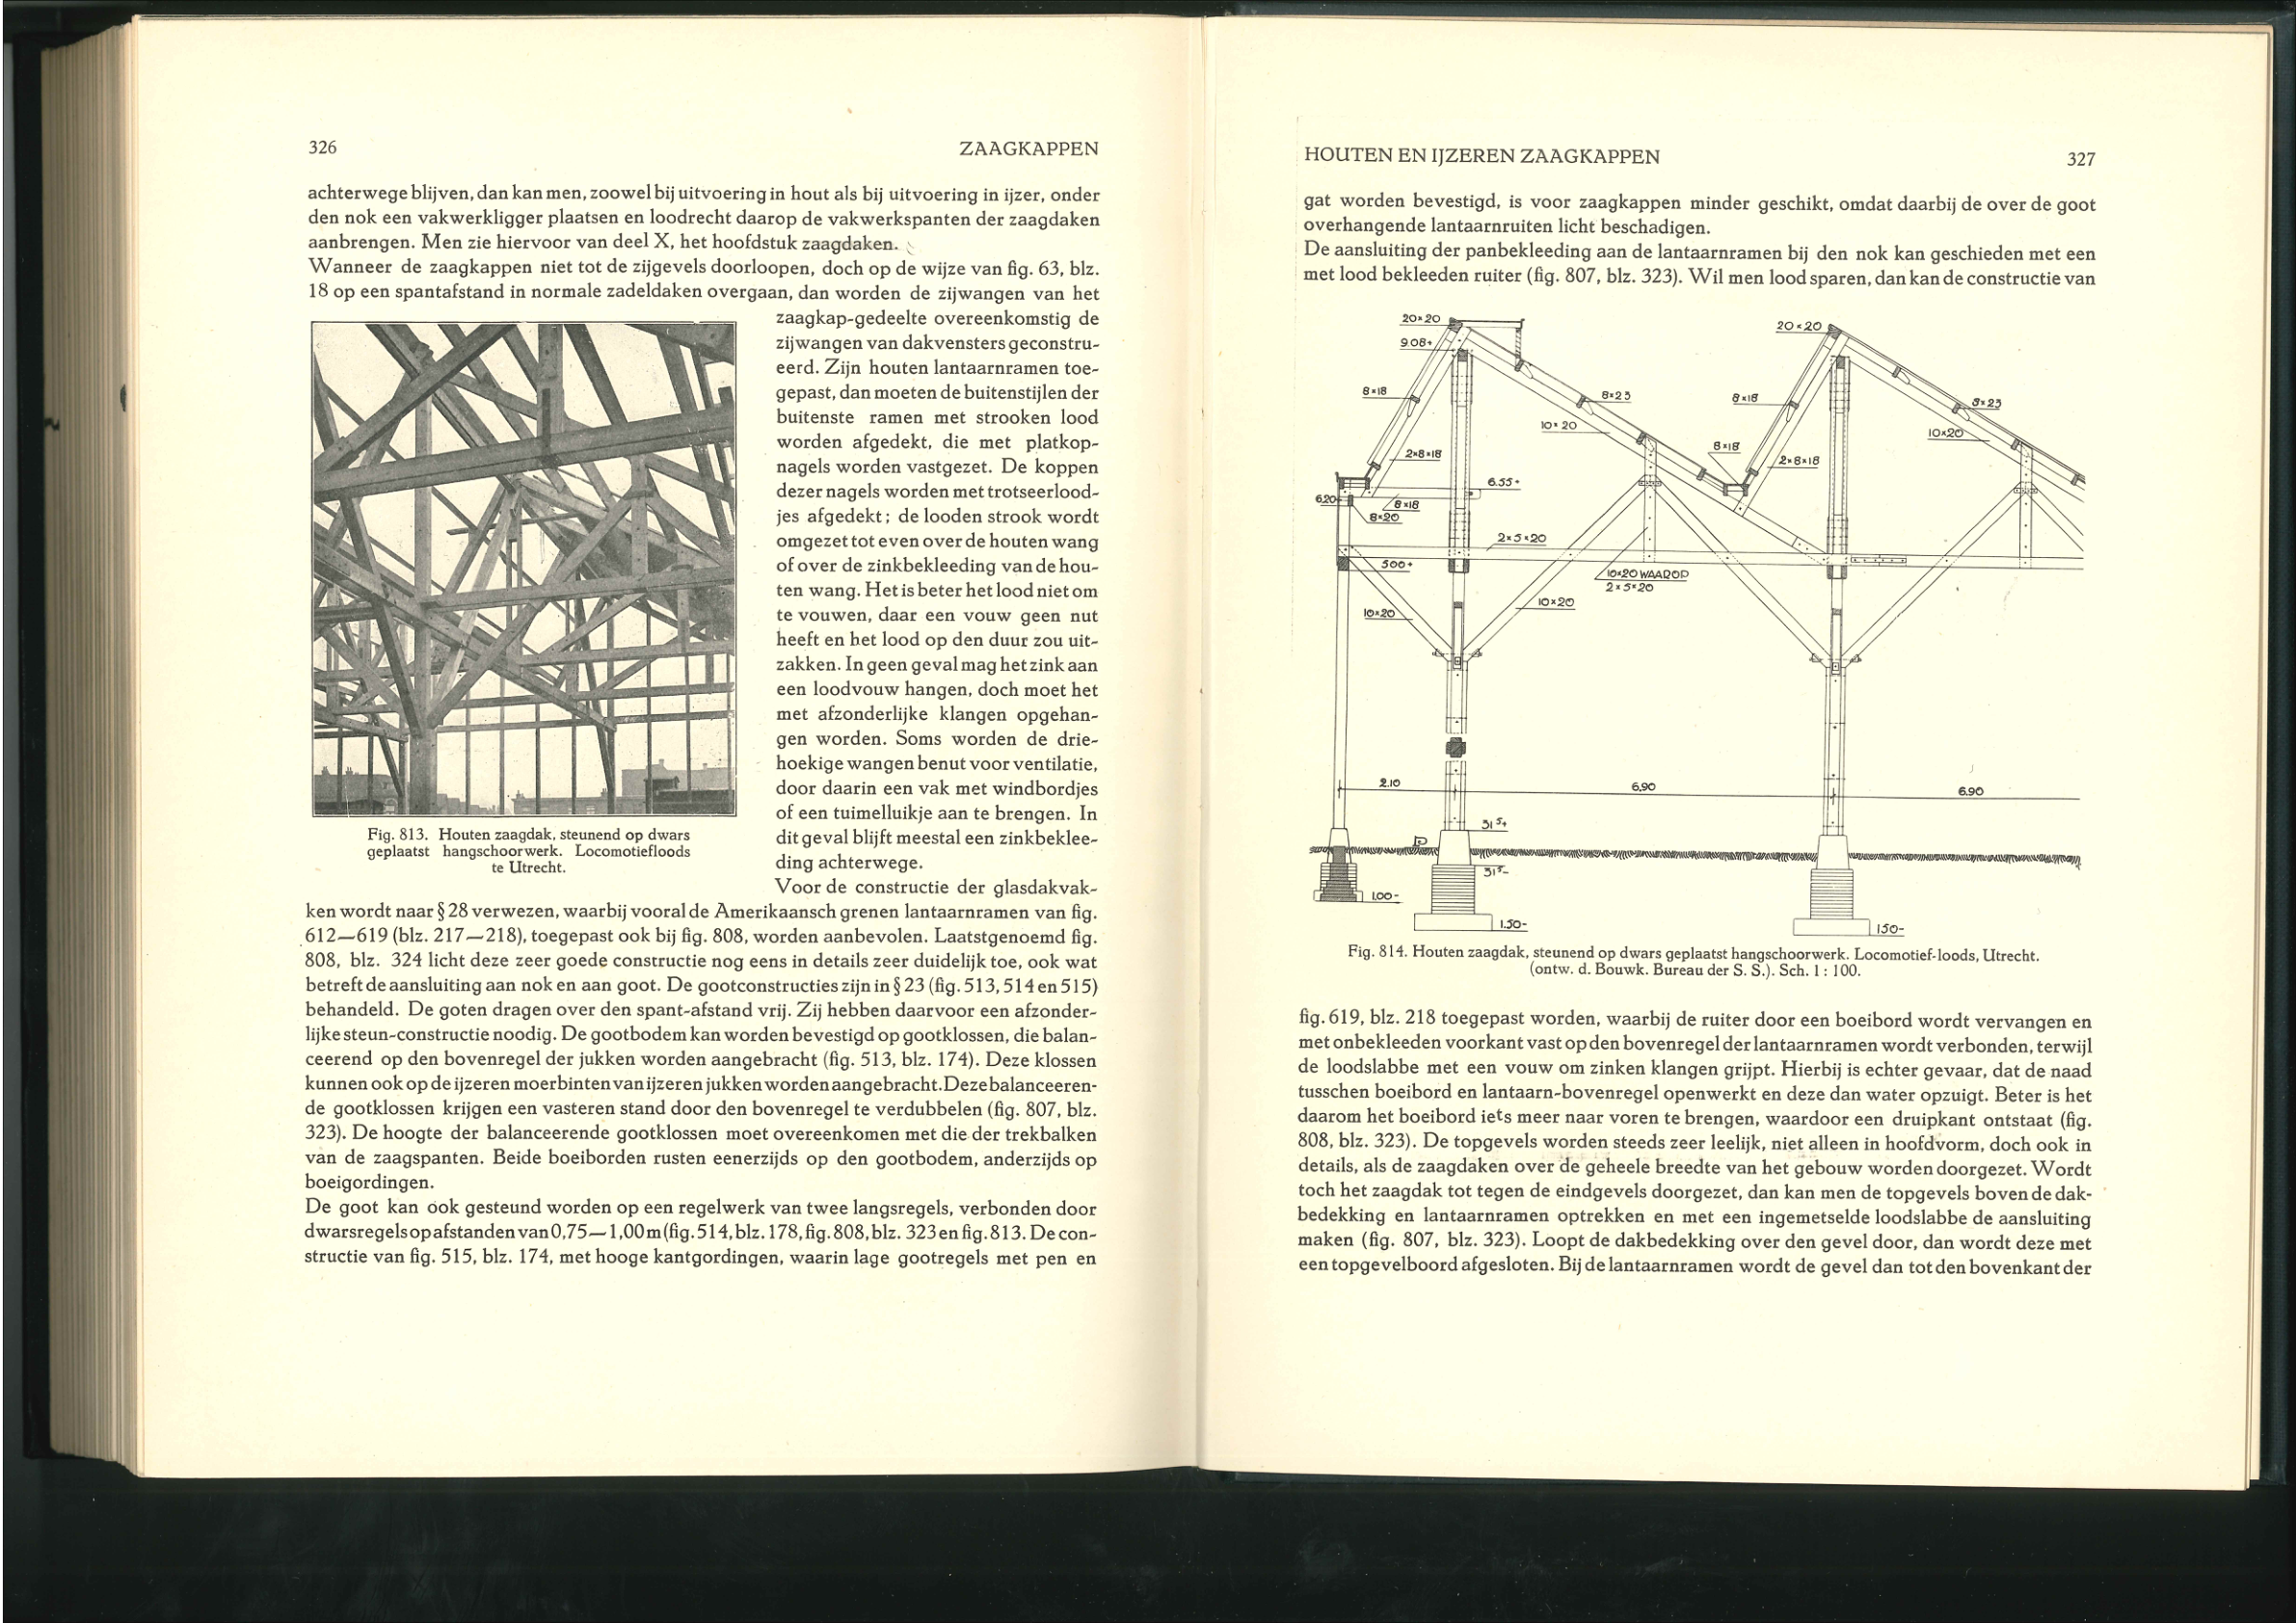 326
ZAAGKAPPEN
achterwege blijven, dan kan men, zoowel bij uitvoering in hout als bij uitvoering in ijzer, onder
den nok een vakwerkligger plaatsen en loodrecht daarop de vakwerkspanten der zaagdaken
aanbrengen. Men zie hiervoor van deel X, het hoofdstuk zaagdaken.
Wanneer de zaagkappen niet tot de zijgevels doorloopen, doch op de wijze van fig. 63, blz.
18 op een spantafstand in normale zadeldaken overgaan, dan worden de zijwangen van het
zaagkap-gedeelte overeenkomstig de
zijwangen van dakvensters geconstru-
eerd. Zijn houten lantaarnramen toe-
gepast, dan moeten de buitenstijlen der
buitenste ramen met strooken lood
worden afgedekt, die met platkop-
nagels worden vastgezet. De koppen
dezer nagels worden met trotseerlood-
jes afgedekt; de looden strook wordt
omgezet tot even over de houten wang
of over de zinkbekleeding van de hou-
ten wang. Het is beter het lood niet om
te vouwen, daar een vouw geen nut
heeft en het lood op den duur zou uit-
zakken. In geen geval mag het zink aan
een loodvouw hangen, doch moet het
met afzonderlijke klangen opgehan-
gen worden. Soms worden de drie-
hoekige wangen benut voor ventilatie,
door daarin een vak met windbordjes
of een tuimelluikje aan te brengen. In
dit geval blijft meestal een zinkbeklee-
ding achterwege.
Voor de constructie der glasdakvak-
Fig. 813. Houten zaagdak, steunend op dwars
geplaatst hangschoorwerk. Locomotiefloods
te Utrecht.
ken wordt naar § 28 verwezen, waarbij vooral de Amerikaansch grenen lantaarnramen van fig.
612—619 (blz. 217—218), toegepast ook bij fig. 808, worden aanbevolen. Laatstgenoemd fig.
808, blz. 324 licht deze zeer goede constructie nog eens in details zeer duidelijk toe, ook wat
betreft de aansluiting aan nok en aan goot. De gootconstructies zijn in § 23 (fig. 513, 514 en 515)
behandeld. De goten dragen over den spant-afstand vrij. Zij hebben daarvoor een afzonder-
lijke steun-constructie noodig. De gootbodem kan worden bevestigd op gootklossen, die balan-
ceerend op den bovenregel der jukken worden aangebracht (fig. 513, blz. 174). Deze klossen
kunnen ook op de ijzeren moerbinten van ijzeren jukken worden aangebracht. Deze balanceeren-
de gootklossen krijgen een vasteren stand door den bovenregel te verdubbelen (fig. 807, blz.
323). De hoogte der balanceerende gootklossen moet overeenkomen met die der trekbalken
van de zaagspanten. Beide boeiborden rusten eenerzijds op den gootbodem, anderzijds op
boeigordingen.
De goot kan ook gesteund worden op een regelwerk van twee langsregels, verbonden door
dwarsregels op afstanden van 0,75—1,00 m (fig. 514, blz. 178, fig. 808, blz. 323 en fig. 813. De con-
structie van fig. 515, blz. 174, met hooge kantgordingen, waarin lage gootregels met pen en
HOUTEN EN IJZEREN ZAAGKAPPEN
327
gat worden bevestigd, is voor zaagkappen minder geschikt, omdat daarbij de over de goot
overhangende lantaarnruiten licht beschadigen.
De aansluiting der panbekleeding aan de lantaarnramen bij den nok kan geschieden met een
met lood bekleeden ruiter (fig. 807, blz. 323). Wil men lood sparen, dan kan de constructie van
20×20
20×20
9.08+
8×18
8×23
8×18
8×23
10×20
10×20
8×18
2×8×18
2×8×18
6.55+
6.20+
8×18
8×20
2×5×20
500+
10×20 WAAROP
2×5×20
10×20
10×20
2.10
6.90
6.90
31⁵+
P
31⁵-
1.00-
1.50-
150-
Fig. 814. Houten zaagdak, steunend op dwars geplaatst hangschoorwerk. Locomotief-loods, Utrecht.
(ontw. d. Bouwk. Bureau der S. S.). Sch. 1 : 100.
fig. 619, blz. 218 toegepast worden, waarbij de ruiter door een boeibord wordt vervangen en
met onbekleeden voorkant vast op den bovenregel der lantaarnramen wordt verbonden, terwijl
de loodslabbe met een vouw om zinken klangen grijpt. Hierbij is echter gevaar, dat de naad
tusschen boeibord en lantaarn-bovenregel openwerkt en deze dan water opzuigt. Beter is het
daarom het boeibord iets meer naar voren te brengen, waardoor een druipkant ontstaat (fig.
808, blz. 323). De topgevels worden steeds zeer leelijk, niet alleen in hoofdvorm, doch ook in
details, als de zaagdaken over de geheele breedte van het gebouw worden doorgezet. Wordt
toch het zaagdak tot tegen de eindgevels doorgezet, dan kan men de topgevels boven de dak-
bedekking en lantaarnramen optrekken en met een ingemetselde loodslabbe de aansluiting
maken (fig. 807, blz. 323). Loopt de dakbedekking over den gevel door, dan wordt deze met
een topgevelboord afgesloten. Bij de lantaarnramen wordt de gevel dan tot den bovenkant der